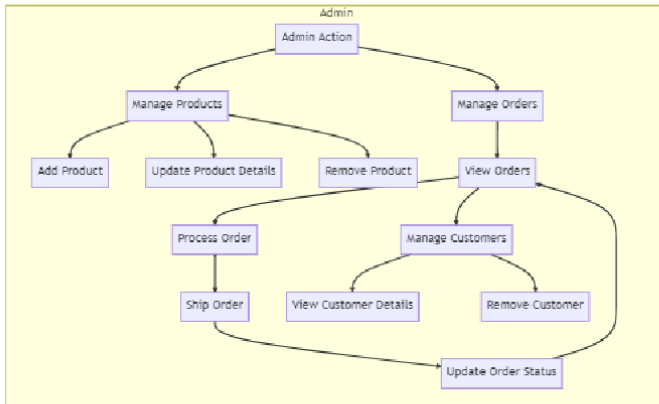 Admin
Admin Action
Manage Products
Manage Orders
Add Product
Update Product Details
Remove Product
View Orders
Process Order
Manage Customers
Ship Order
View Customer Details
Remove Customer
Update Order Status